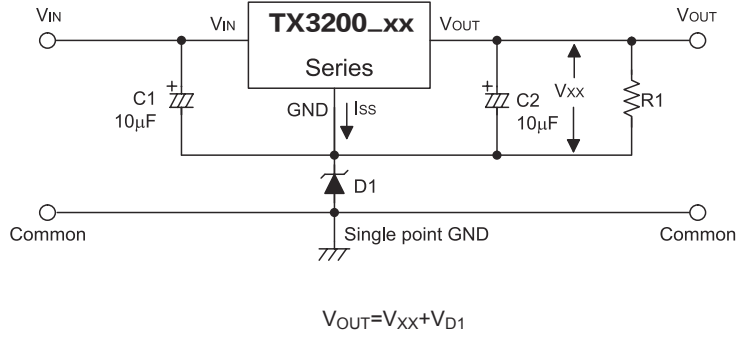 VIN
VIN
TX3200_xx
Series
VOUT
VOUT
C1
10μF
GND
ISS
C2
10μF
VXX
R1
D1
Common
Single point GND
Common
VOUT=VXX+VD1